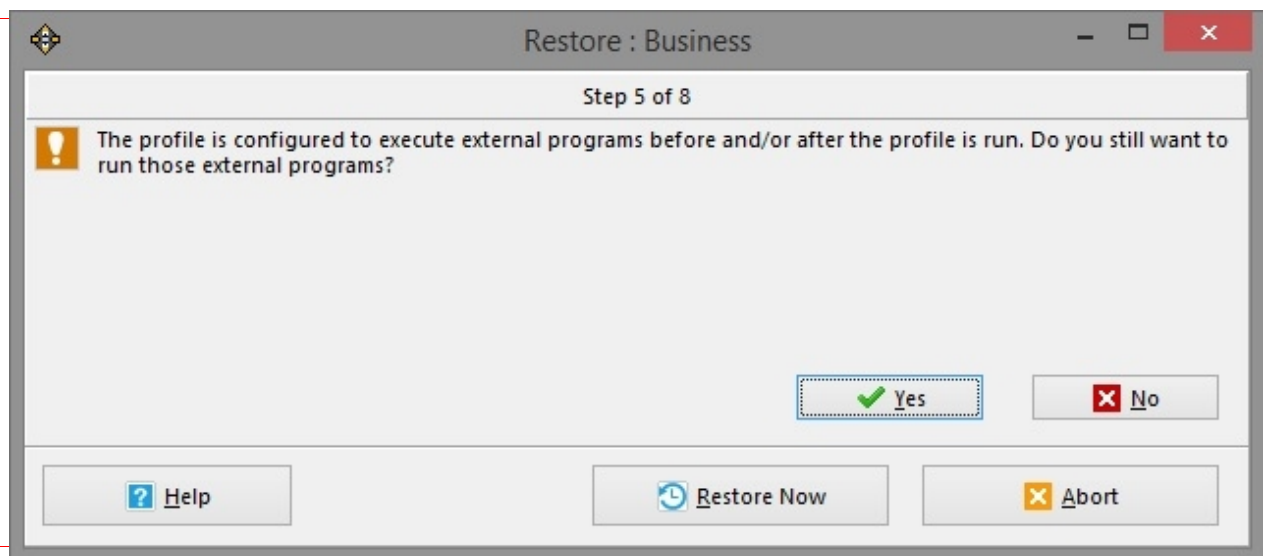 Restore : Business
Step 5 of 8
The profile is configured to execute external programs before and/or after the profile is run. Do you still want to
run those external programs?
Yes
No
Help
Restore Now
Abort